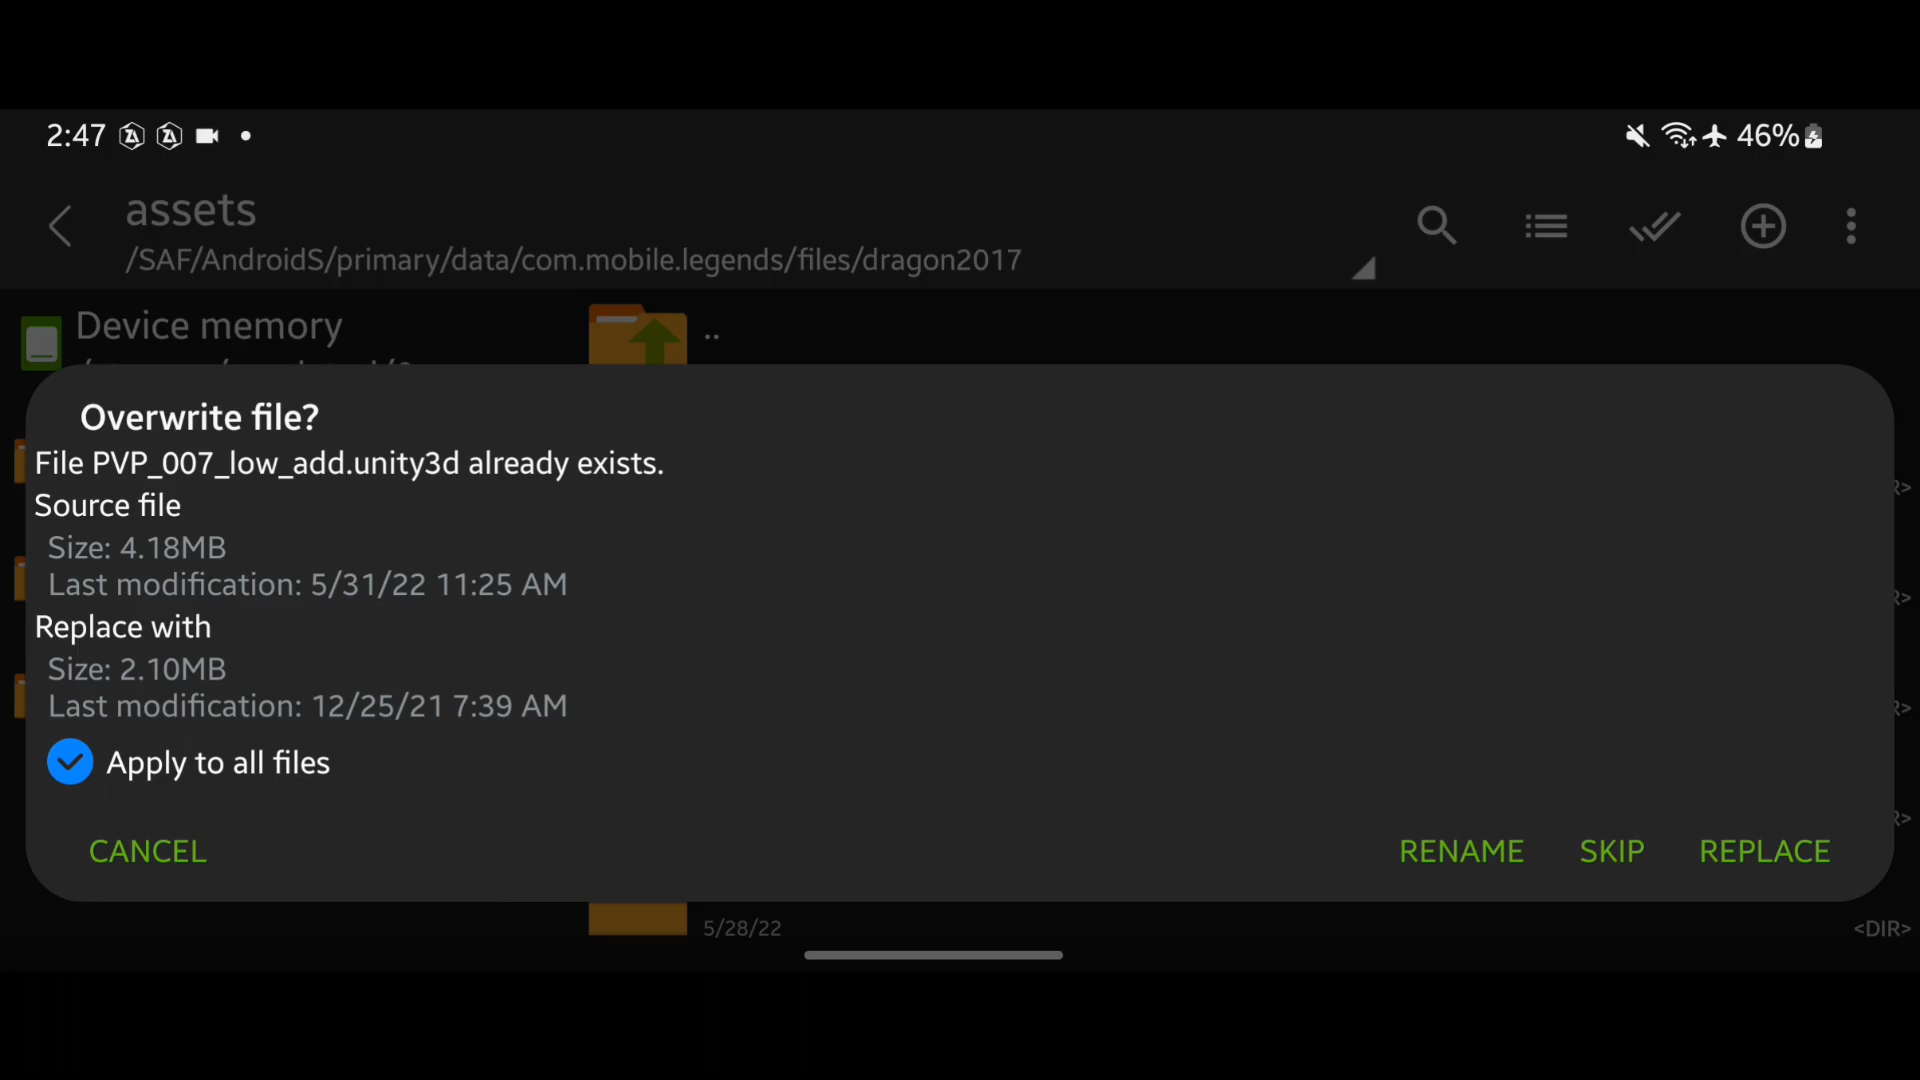 2:47
46%
assets
/SAF/AndroidS/primary/data/com.mobile.legends/files/dragon2017
Device memory
..
Overwrite file?
File PVP_007_low_add.unity3d already exists.
Source file
Size: 4.18MB
Last modification: 5/31/22 11:25 AM
Replace with
Size: 2.10MB
Last modification: 12/25/21 7:39 AM
Apply to all files
CANCEL
RENAME
SKIP
REPLACE
5/28/22
<DIR>